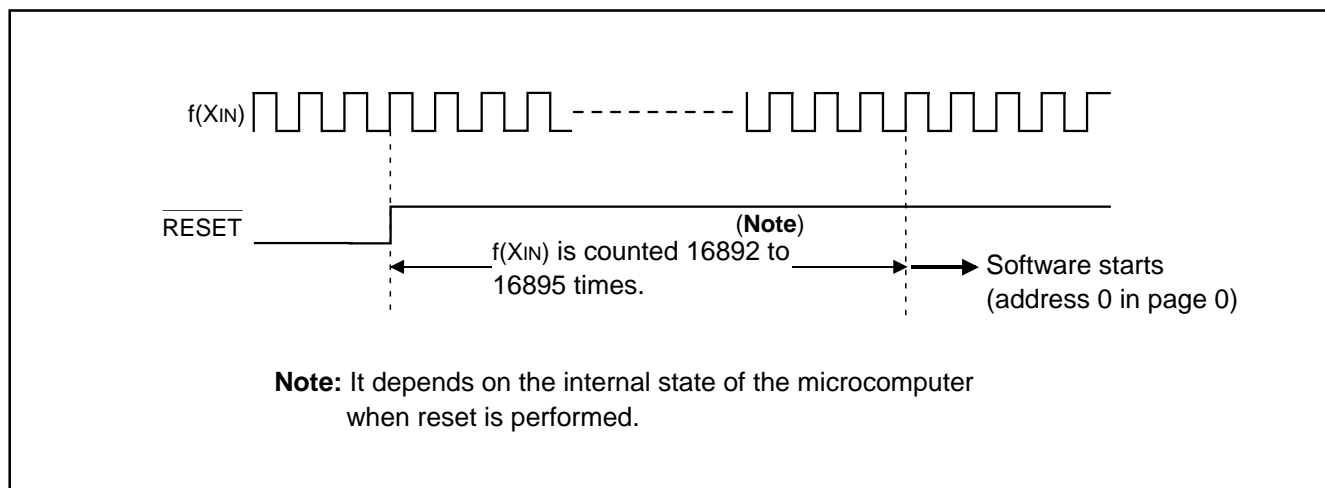 f(XIN)
RESET
(Note)
f(XIN) is counted 16892 to
16895 times.
Software starts
(address 0 in page 0)
Note: It depends on the internal state of the microcomputer
when reset is performed.